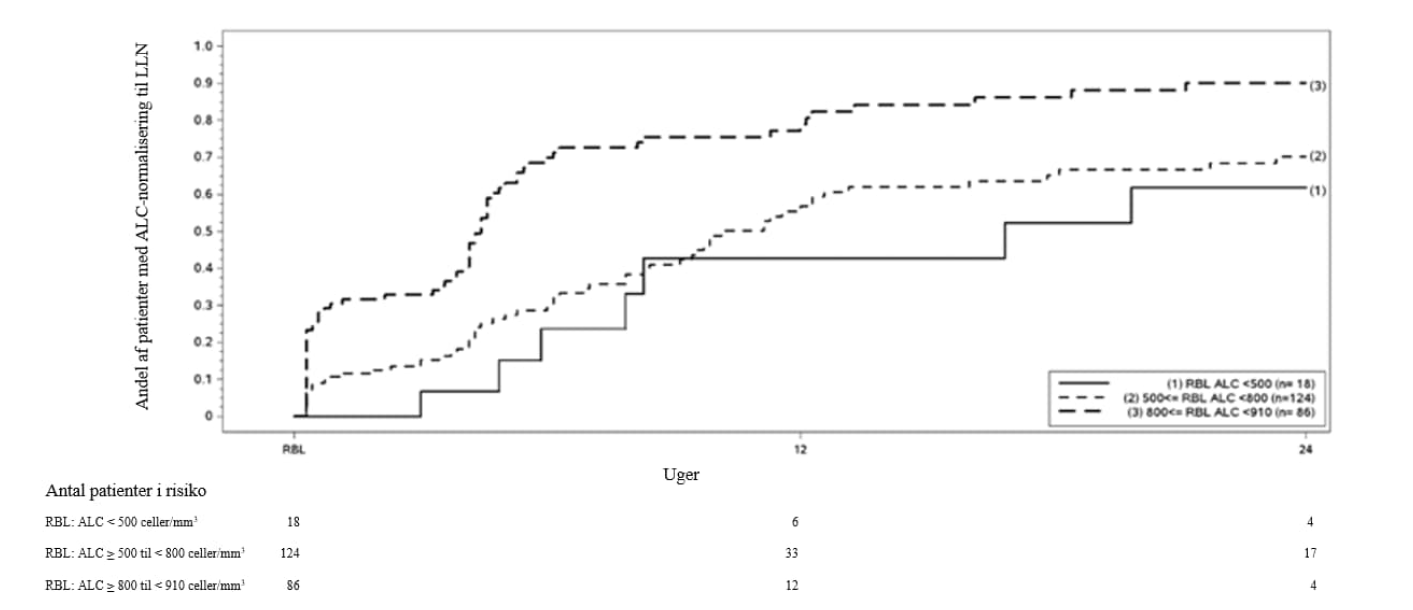 Andel af patienter med ALC-normalisering til LLN
1.0
0.9
0.8
0.7
0.6
0.5
0.4
0.3
0.2
0.1
0
(3)
(2)
(1)
(1) RBL ALC <500 (n= 18)
(2) 500<= RBL ALC <800 (n=124)
(3) 800<= RBL ALC <910 (n= 86)
RBL 12 24
Uger
Antal patienter i risiko
RBL: ALC < 500 celler/mm³ 18 6 4
RBL: ALC ≥ 500 til < 800 celler/mm³ 124 33 17
RBL: ALC ≥ 800 til < 910 celler/mm³ 86 12 4